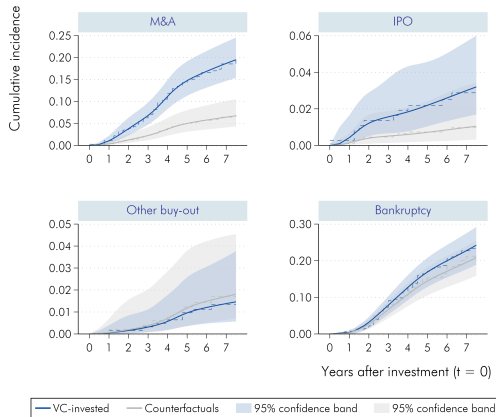 Cumulative incidence
M&A
0.25
0.20
0.15
0.10
0.05
0.00
0 1 2 3 4 5 6 7
IPO
0.06
0.04
0.02
0.00
0 1 2 3 4 5 6 7
Other buy-out
0.05
0.04
0.03
0.02
0.01
0.00
0 1 2 3 4 5 6 7
Bankruptcy
0.30
0.20
0.10
0.00
0 1 2 3 4 5 6 7
Years after investment (t = 0)
VC-invested Counterfactuals 95% confidence band 95% confidence band